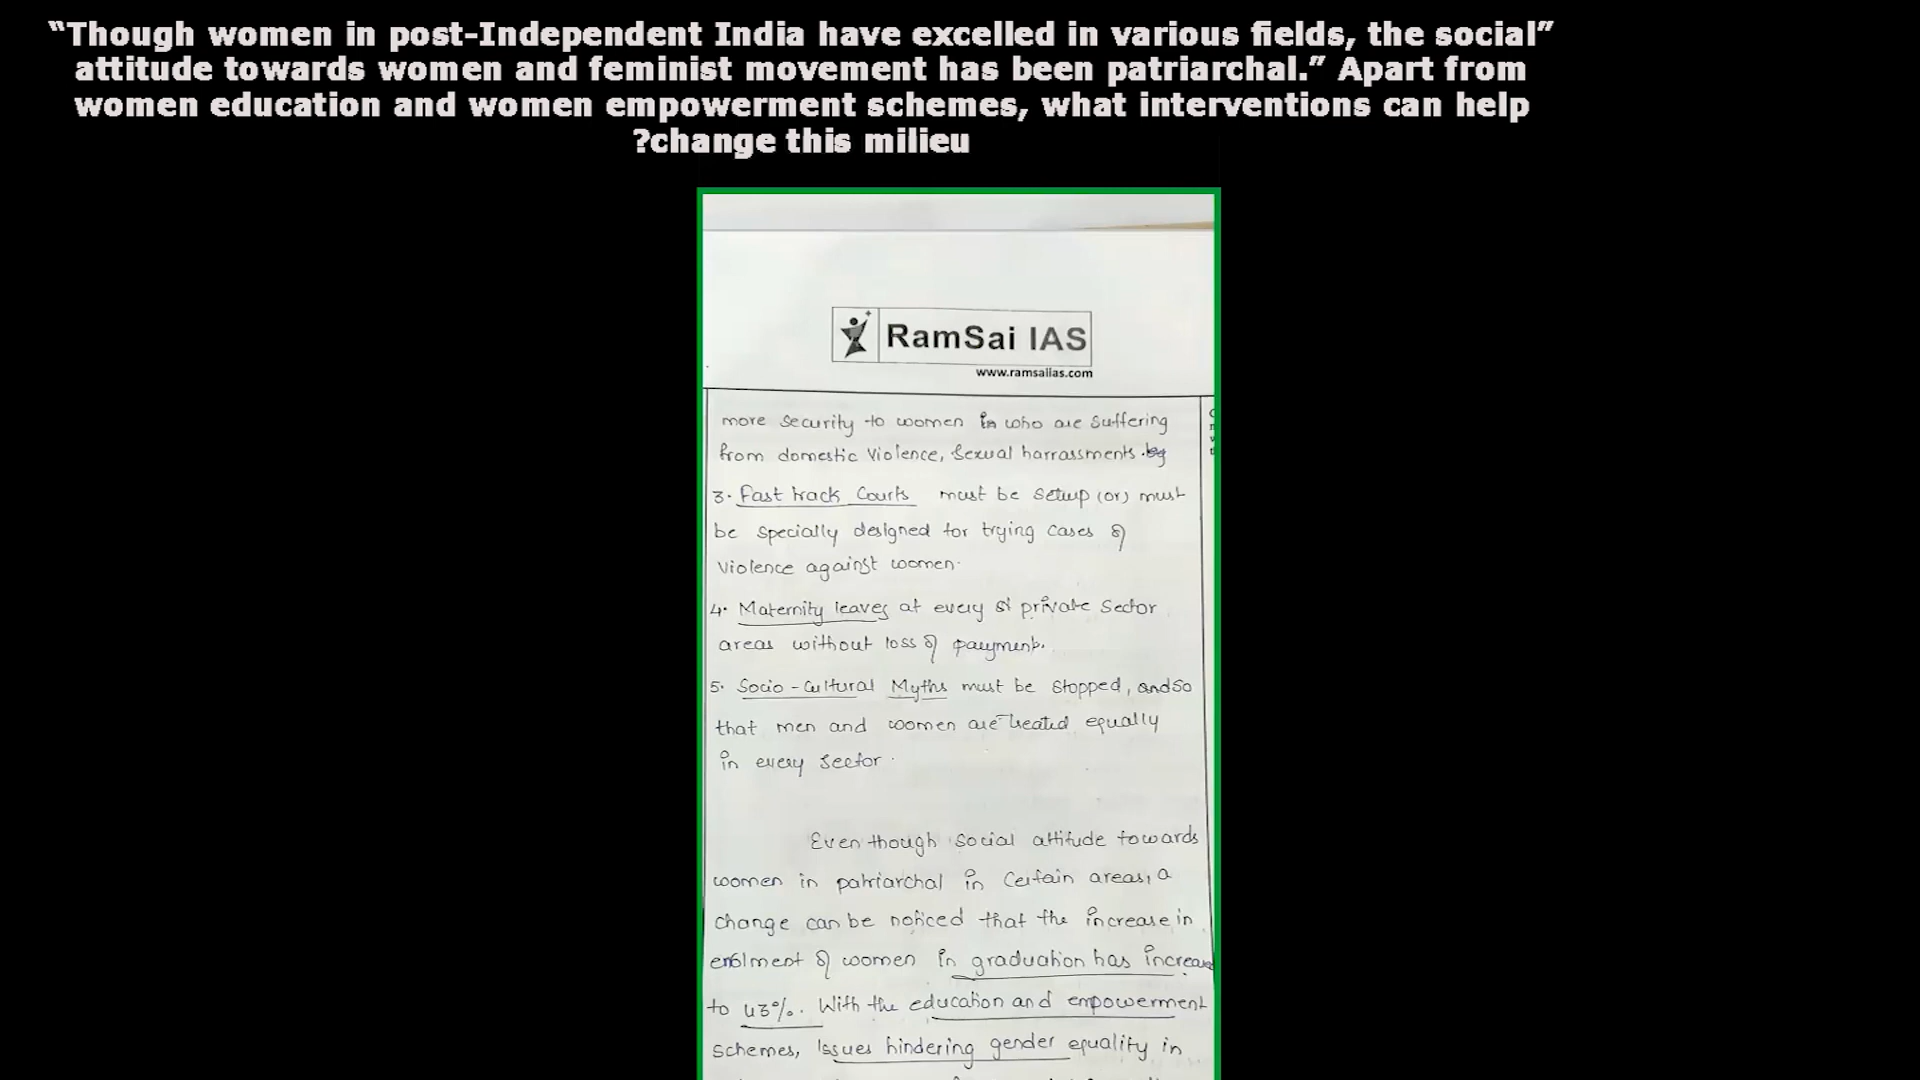 “Though women in post-Independent India have excelled in various fields, the social”
attitude towards women and feminist movement has been patriarchal.” Apart from
women education and women empowerment schemes, what interventions can help
?change this milieu
RamSai IAS
www.ramsaiias.com
more security to women in who are suffering
from domestic violence, sexual harrassments.
3. Fast track Courts must be setup (or) must
be specially designed for trying cases of
violence against women.
4. Maternity leaves at every private sector
areas without loss of payment.
5. Socio-Cultural Myths must be stopped, and so
that men and women are treated equally
in every sector.
Even though social attitude towards
women in patriarchal in Certain areas, a
change can be noticed that the increase in
enrolment of women in graduation has increased
to 43%. With the education and empowerment
schemes, issues hindering gender equality in